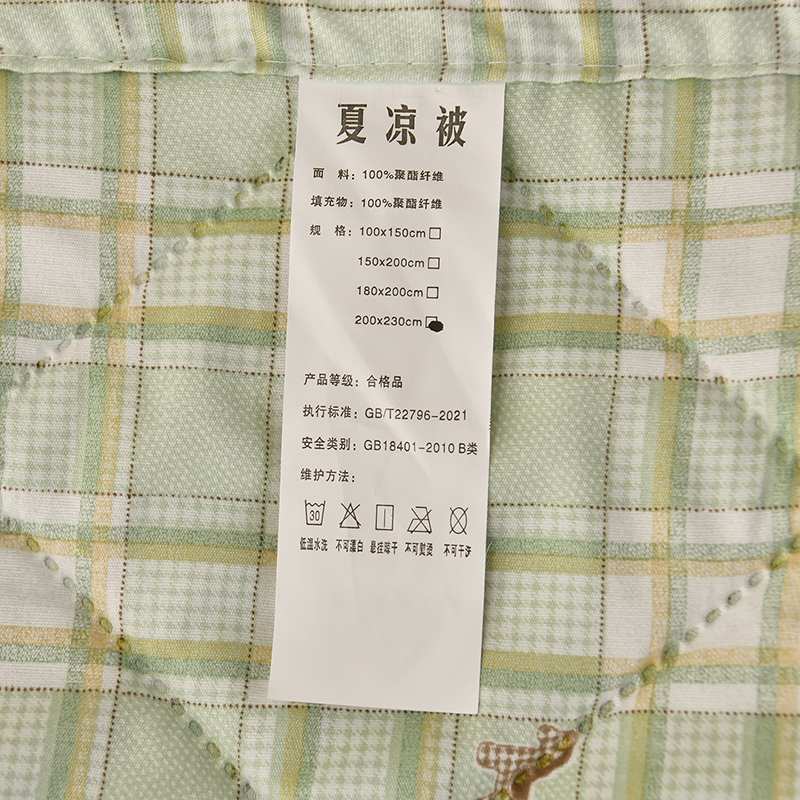 夏凉被
面 料：100%聚酯纤维
填充物：100%聚酯纤维
规 格：100x150cm
150x200cm
180x200cm
200x230cm
产品等级：合格品
执行标准：GB/T22796-2021
安全类别：GB18401-2010 B类
维护方法：
30
低温水洗 不可漂白 悬挂晾干 不可熨烫 不可干洗